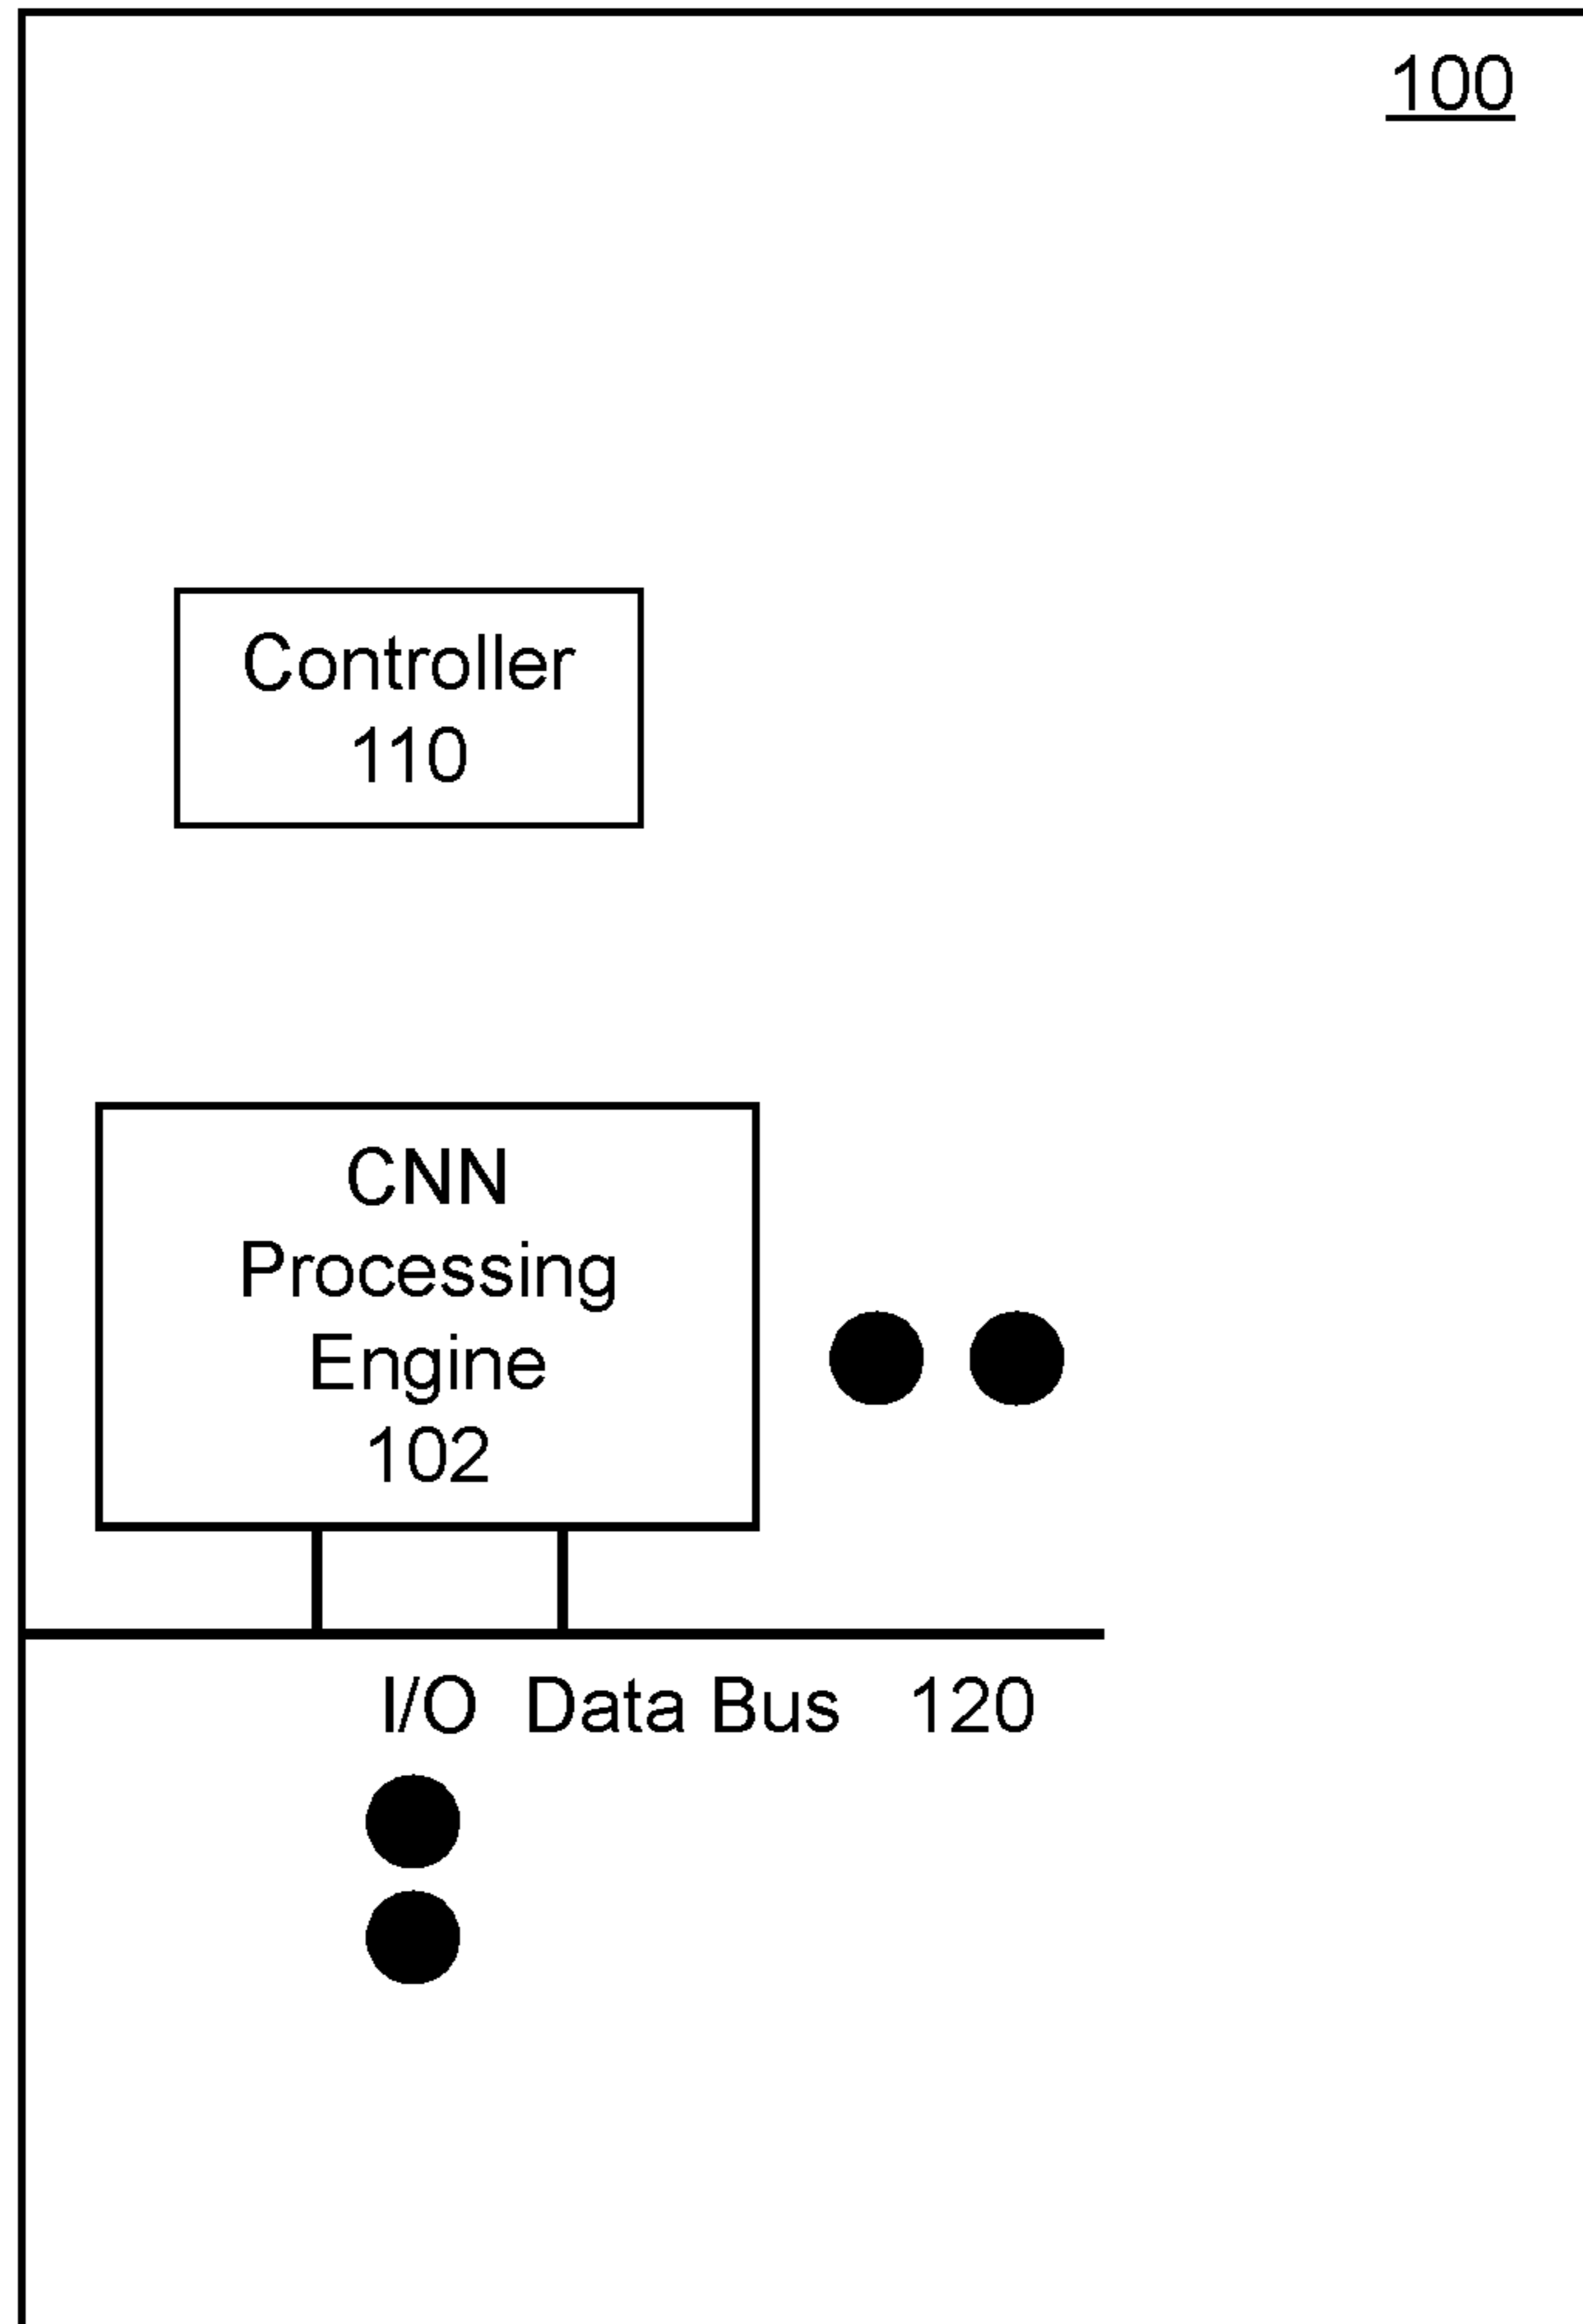 100
Controller
110
CNN
Processing
Engine
102
I/O Data Bus 120